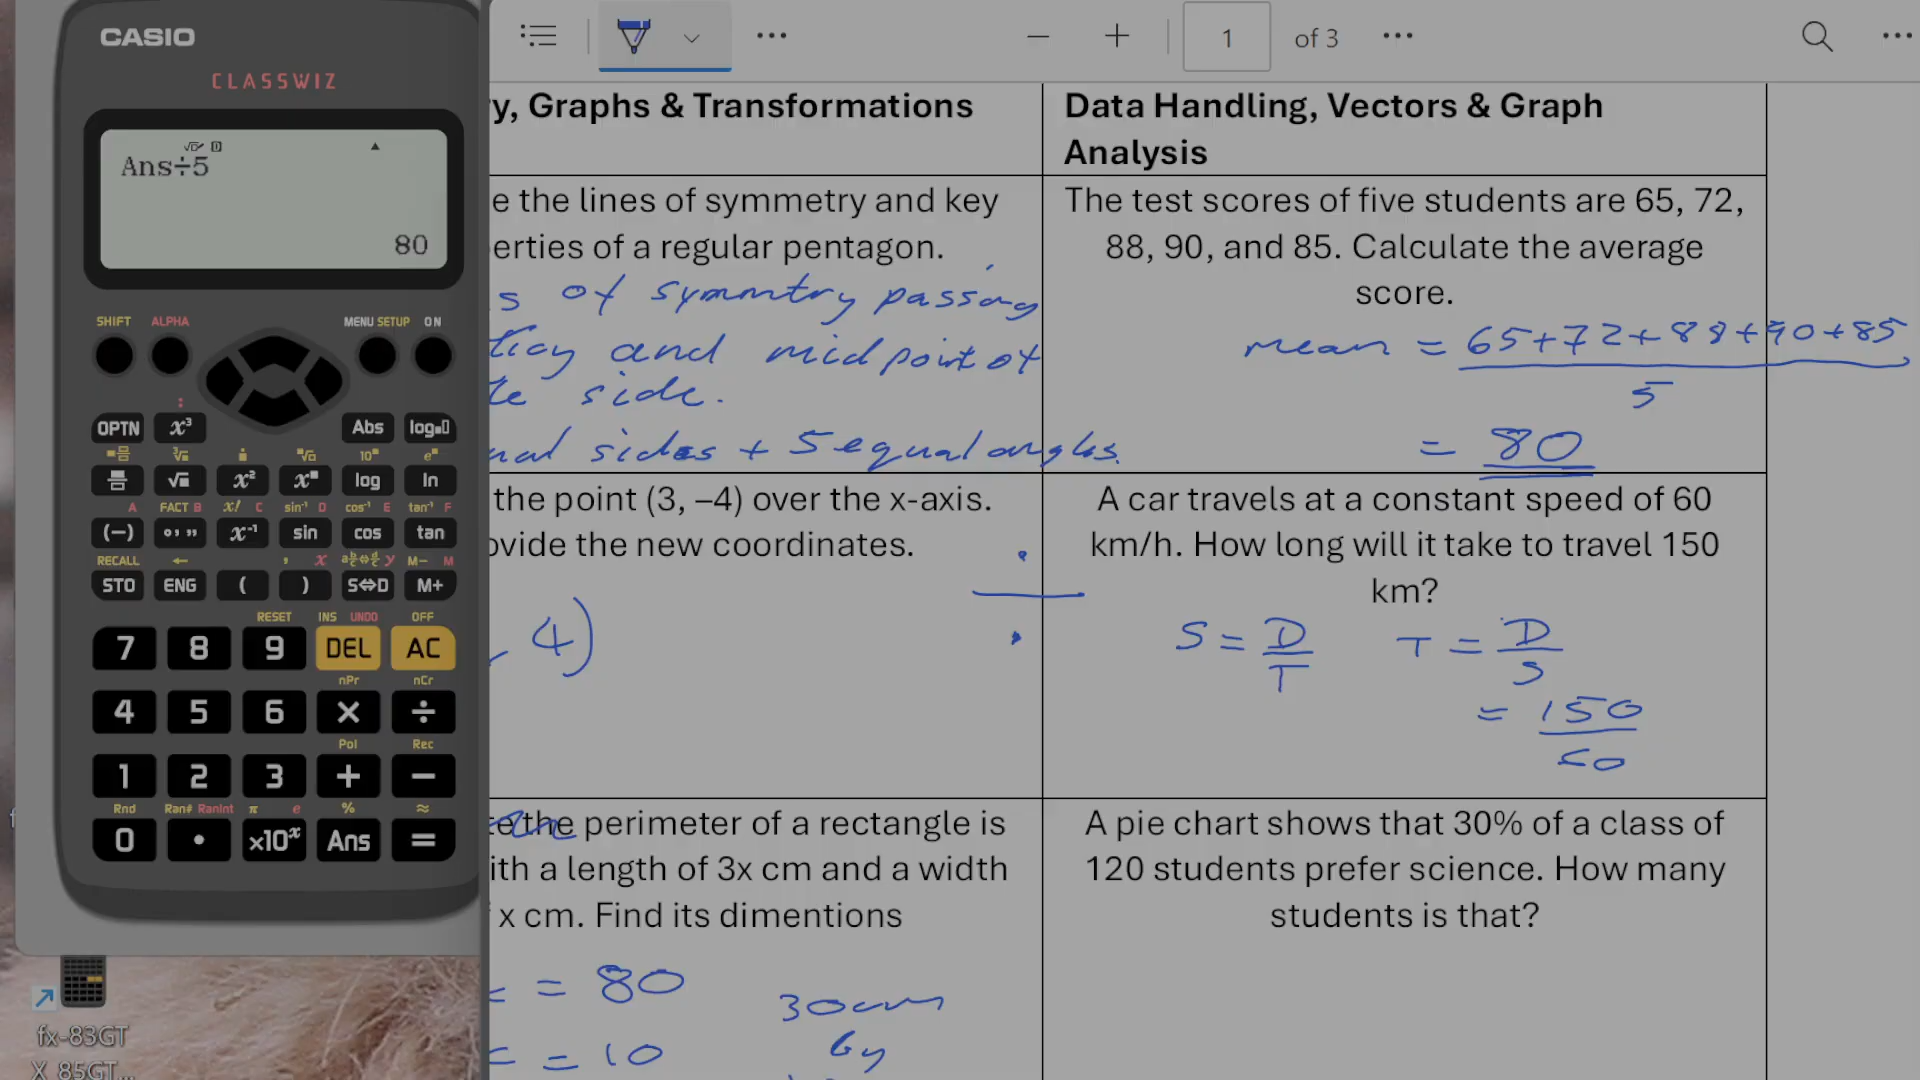 CASIO
CLASSWIZ
Ans÷5
80
SHIFT ALPHA MENU SETUP ON
OPTN x³ Abs log
log ln
(−) x⁻¹ sin cos tan
RECALL
STO ENG ( ) S⇔D M+
RESET INS UNDO OFF
7 8 9 DEL AC
nPr nCr
4 5 6 × ÷
Pol Rec
1 2 3 + −
Rnd Ran# RanInt π e % ≈
0 • ×10ˣ Ans =
fx-83GT
X_85GT...
1 of 3
y, Graphs & Transformations
e the lines of symmetry and key
erties of a regular pentagon.
s of symmtry passing
and midpoint of
side.
sides + 5 equal angles.
the point (3, –4) over the x-axis.
ovide the new coordinates.
, 4)
the perimeter of a rectangle is
ith a length of 3x cm and a width
x cm. Find its dimentions
= 80
= 10
30cm
by
Data Handling, Vectors & Graph
Analysis
The test scores of five students are 65, 72,
88, 90, and 85. Calculate the average
score.
mean = 65+72+88+90+85
5
= 80
A car travels at a constant speed of 60
km/h. How long will it take to travel 150
km?
S = D/T T = D/S
= 150/60
A pie chart shows that 30% of a class of
120 students prefer science. How many
students is that?